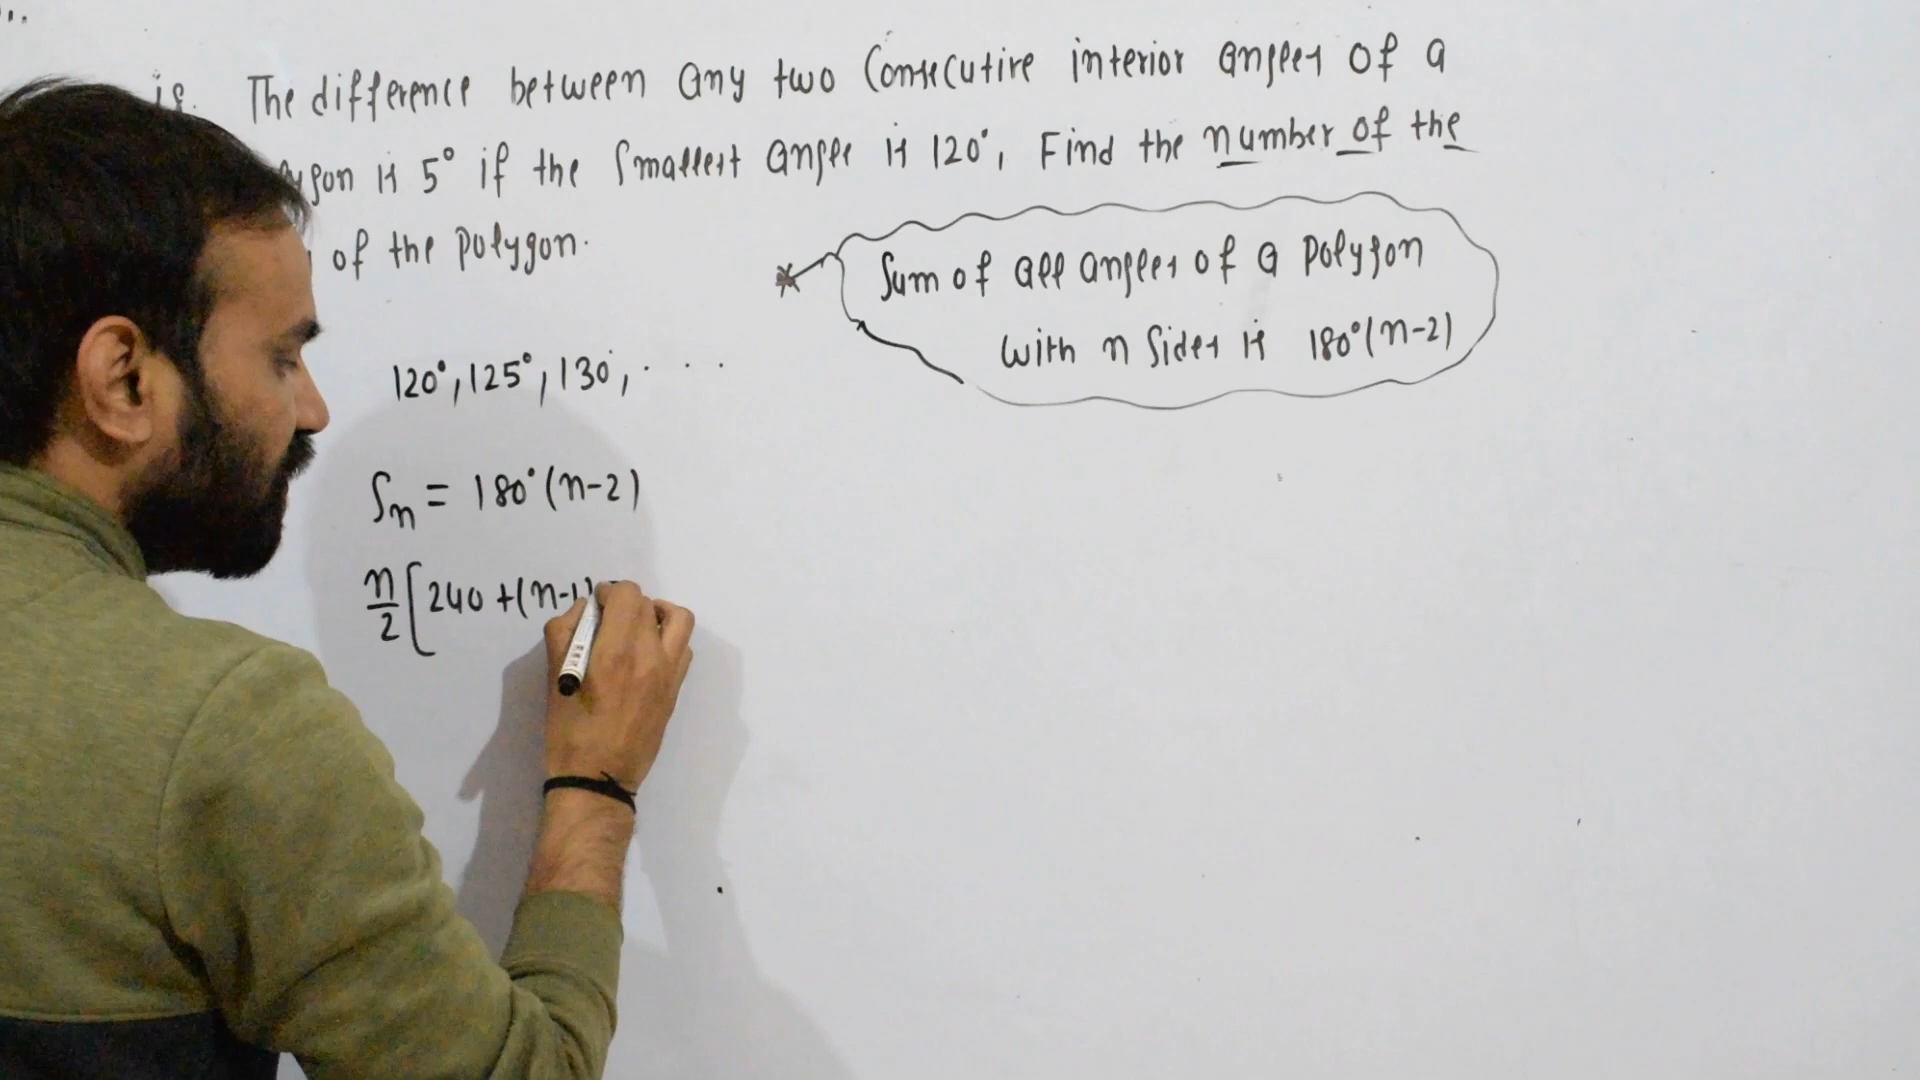 18. The difference between any two consecutive interior angles of a
is 5° if the smallest angle is 120°, Find the number of the
of the polygon.
Sum of all angles of a polygon
with n sides is 180°(n-2)
120°, 125°, 130°, . . .
Sn = 180°(n-2)
n/2 [240 + (n-1)